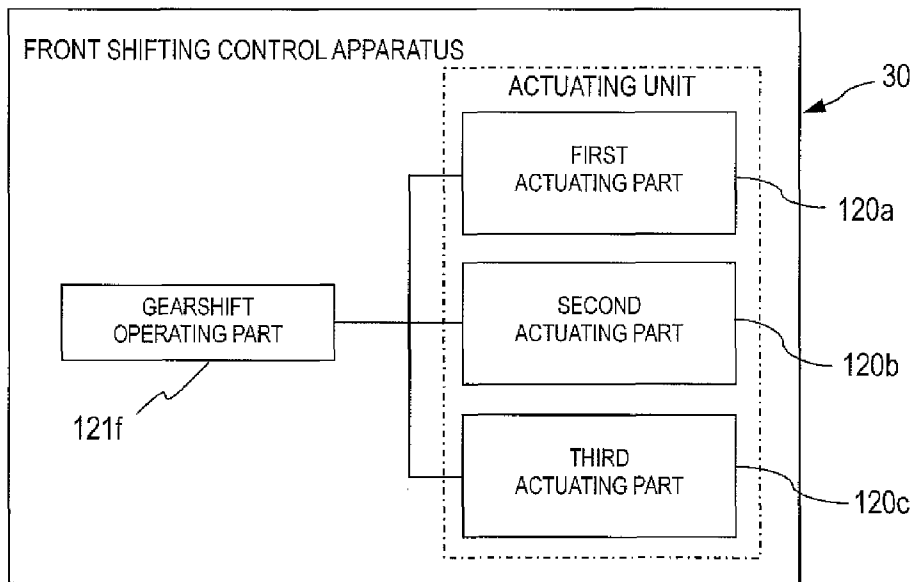 FRONT SHIFTING CONTROL APPARATUS
ACTUATING UNIT
30
FIRST
ACTUATING PART
120a
GEARSHIFT
OPERATING PART
121f
SECOND
ACTUATING PART
120b
THIRD
ACTUATING PART
120c